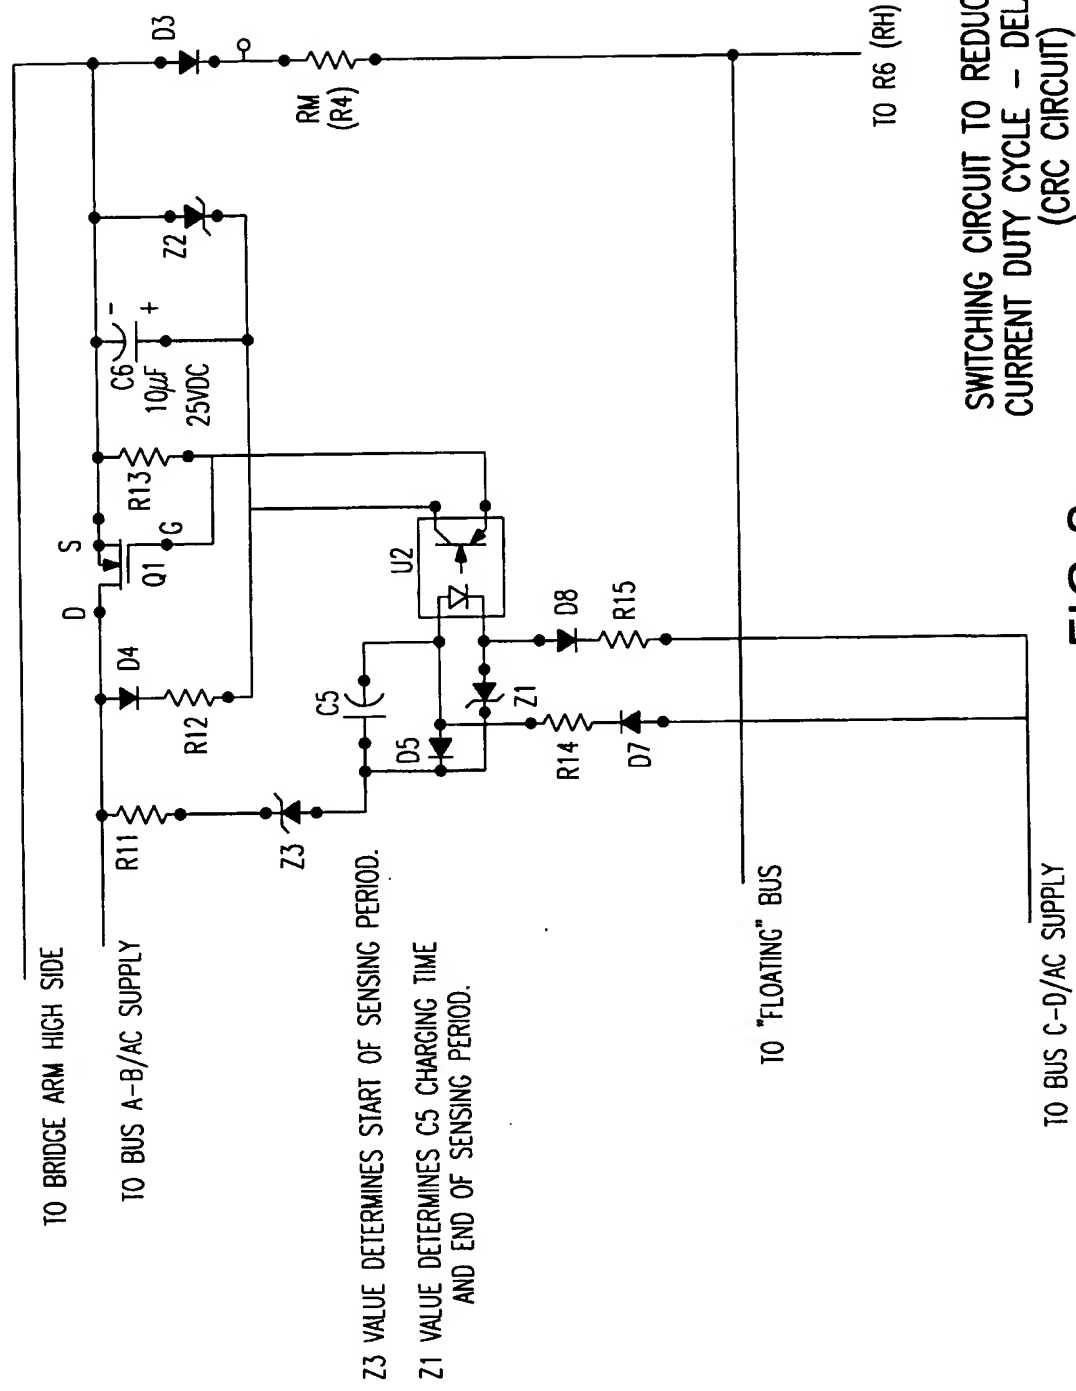 TO BRIDGE ARM HIGH SIDE
TO BUS A-B/AC SUPPLY
R11
D4
R12
D
S
Q1
G
R13
C6
10μF
25VDC
-
+
Z2
D3
RM
(R4)
Z3
C5
D5
Z1
U2
R14
D7
D8
R15
Z3 VALUE DETERMINES START OF SENSING PERIOD.
Z1 VALUE DETERMINES C5 CHARGING TIME
AND END OF SENSING PERIOD.
TO "FLOATING" BUS
TO R6 (RH)
TO BUS C-D/AC SUPPLY
SWITCHING CIRCUIT TO REDUC
CURRENT DUTY CYCLE - DEL
(CRC CIRCUIT)